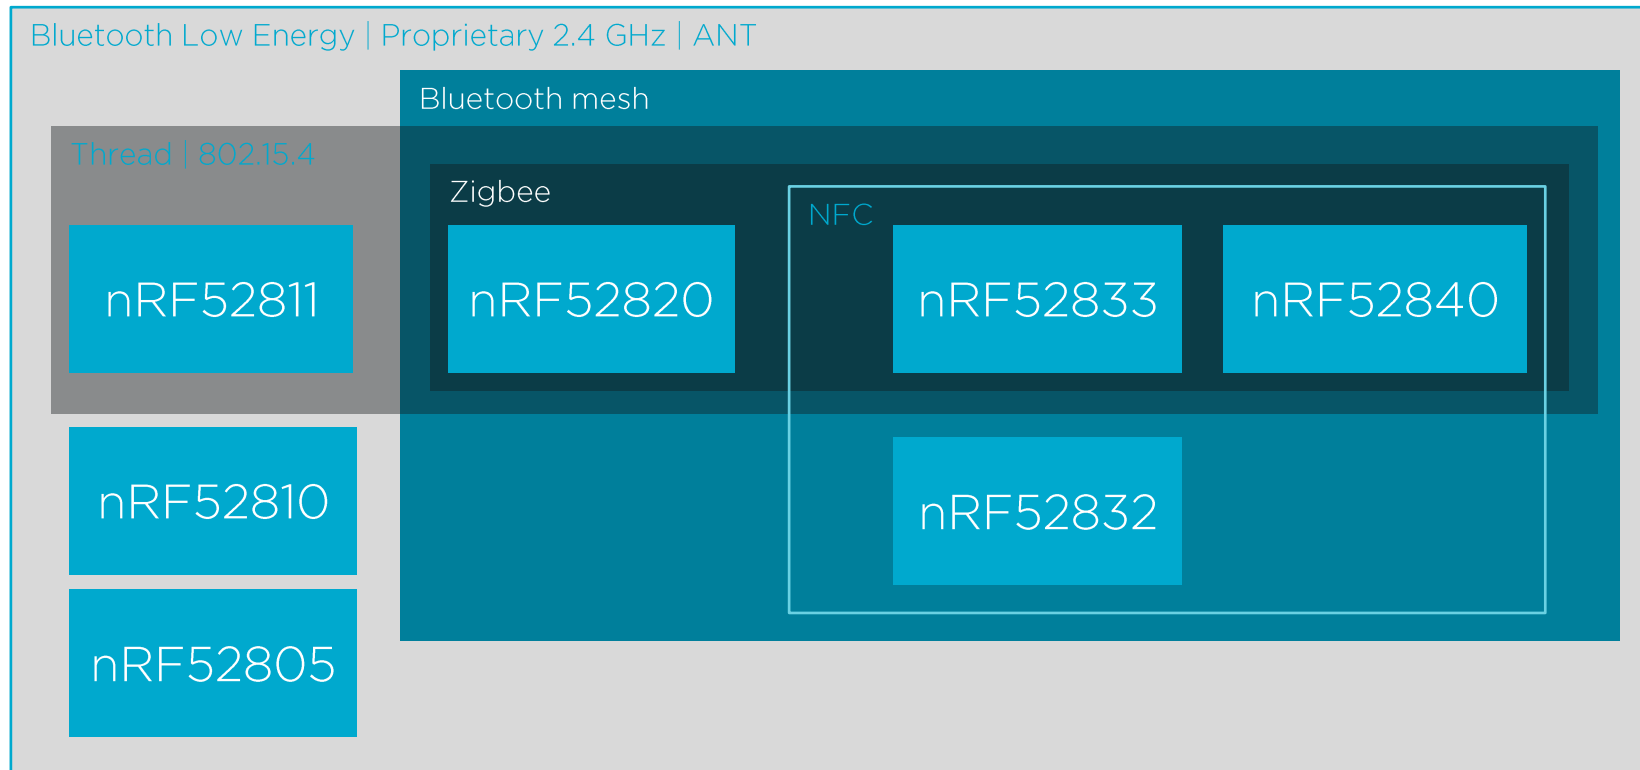 Bluetooth Low Energy | Proprietary 2.4 GHz | ANT
Bluetooth mesh
Thread | 802.15.4
Zigbee
NFC
nRF52811
nRF52820
nRF52833
nRF52840
nRF52810
nRF52832
nRF52805